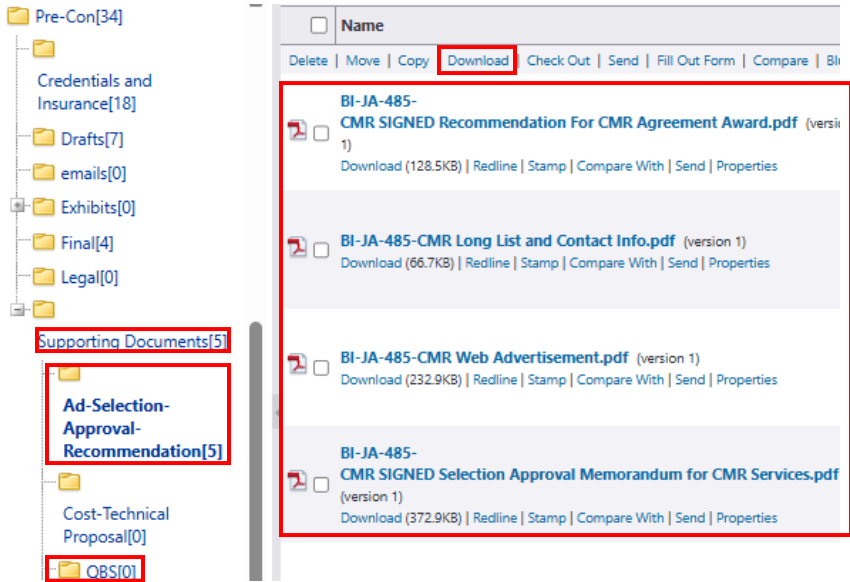 Pre-Con[34]
Credentials and
Insurance[18]
Drafts[7]
emails[0]
Exhibits[0]
Final[4]
Legal[0]
Supporting Documents[5]
Ad-Selection-
Approval-
Recommendation[5]
Cost-Technical
Proposal[0]
QBS[0]
Name
Delete | Move | Copy | Download | Check Out | Send | Fill Out Form | Compare |
BI-JA-485-
CMR SIGNED Recommendation For CMR Agreement Award.pdf
1)
Download (128.5KB) | Redline | Stamp | Compare With | Send | Properties
BI-JA-485-CMR Long List and Contact Info.pdf (version 1)
Download (66.7KB) | Redline | Stamp | Compare With | Send | Properties
BI-JA-485-CMR Web Advertisement.pdf (version 1)
Download (232.9KB) | Redline | Stamp | Compare With | Send | Properties
BI-JA-485-
CMR SIGNED Selection Approval Memorandum for CMR Services.pdf
(version 1)
Download (372.9KB) | Redline | Stamp | Compare With | Send | Properties